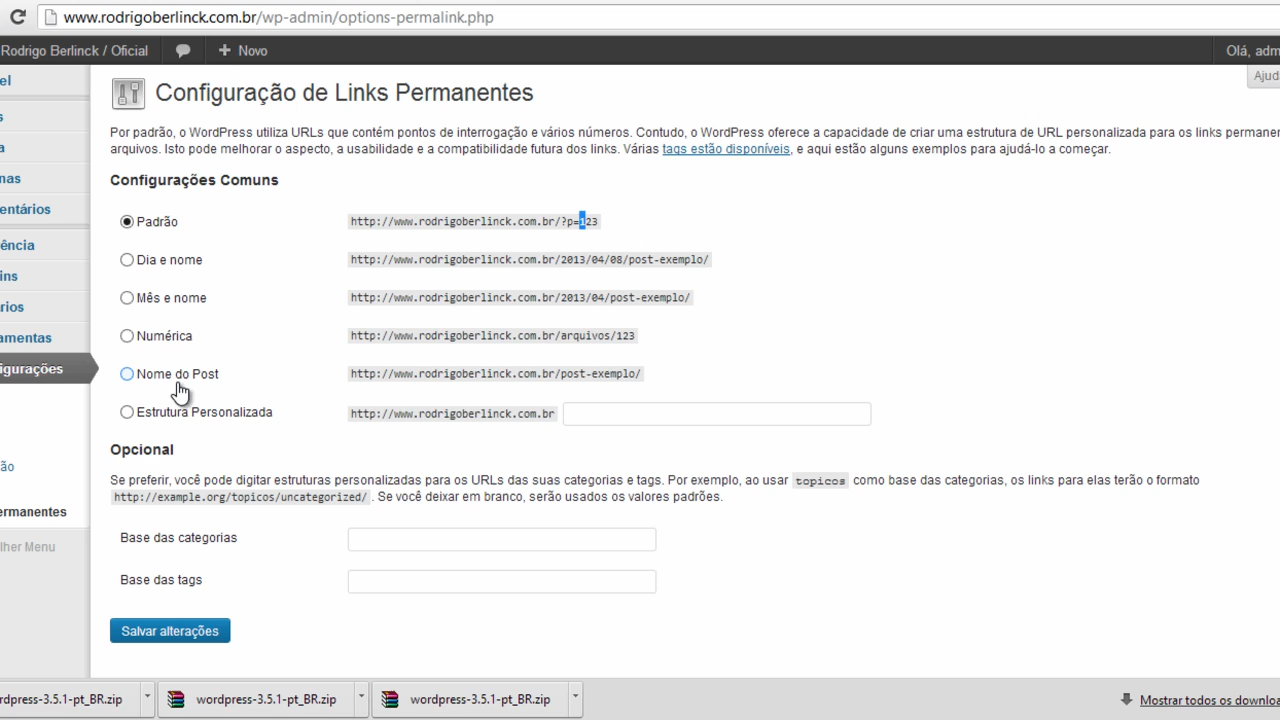 www.rodrigoberlinck.com.br/wp-admin/options-permalink.php
Rodrigo Berlinck / Oficial + Novo Olá, adm
el Ajud
Configuração de Links Permanentes
s
Por padrão, o WordPress utiliza URLs que contém pontos de interrogação e vários números. Contudo, o WordPress oferece a capacidade de criar uma estrutura de URL personalizada para os links permanen
a
arquivos. Isto pode melhorar o aspecto, a usabilidade e a compatibilidade futura dos links. Várias tags estão disponíveis, e aqui estão alguns exemplos para ajudá-lo a começar.
nas
Configurações Comuns
entários
Padrão http://www.rodrigoberlinck.com.br/?p=123
ência
Dia e nome http://www.rodrigoberlinck.com.br/2013/04/08/post-exemplo/
ins
Mês e nome http://www.rodrigoberlinck.com.br/2013/04/post-exemplo/
rios
Numérica http://www.rodrigoberlinck.com.br/arquivos/123
amentas
igurações
Nome do Post http://www.rodrigoberlinck.com.br/post-exemplo/
Estrutura Personalizada http://www.rodrigoberlinck.com.br
Opcional
ão
Se preferir, você pode digitar estruturas personalizadas para os URLs das suas categorias e tags. Por exemplo, ao usar topicos como base das categorias, os links para elas terão o formato
http://example.org/topicos/uncategorized/ . Se você deixar em branco, serão usados os valores padrões.
ermanentes
Base das categorias
lher Menu
Base das tags
Salvar alterações
rdpress-3.5.1-pt_BR.zip wordpress-3.5.1-pt_BR.zip wordpress-3.5.1-pt_BR.zip Mostrar todos os downloa